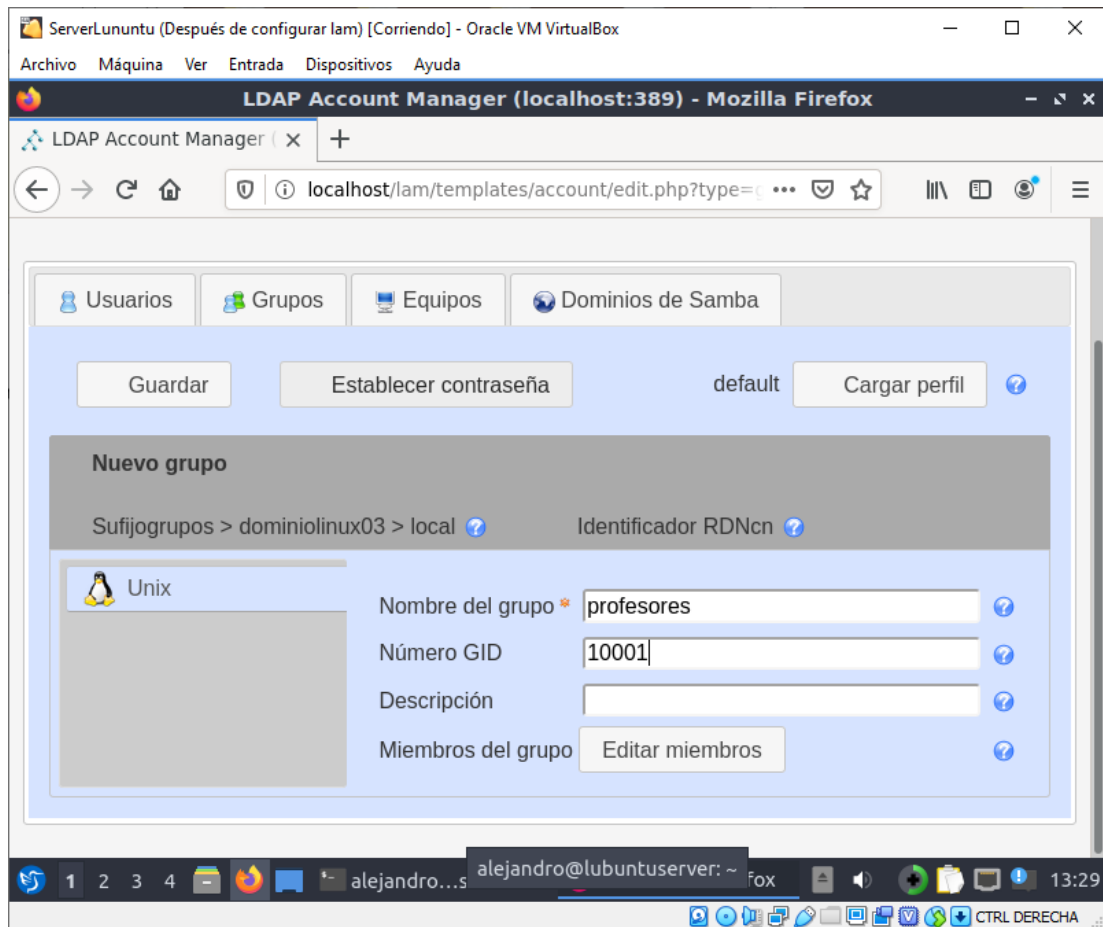 ServerLununtu (Después de configurar lam) [Corriendo] - Oracle VM VirtualBox
Archivo Máquina Ver Entrada Dispositivos Ayuda
LDAP Account Manager (localhost:389) - Mozilla Firefox
LDAP Account Manager (
localhost/lam/templates/account/edit.php?type=g
Usuarios Grupos Equipos Dominios de Samba
Guardar Establecer contraseña default Cargar perfil
Nuevo grupo
Sufijogrupos > dominiolinux03 > local Identificador RDNcn
Unix
Nombre del grupo * profesores
Número GID 10001
Descripción
Miembros del grupo Editar miembros
1 2 3 4 alejandro...s alejandro@lubuntuserver: ~ fox 13:29
CTRL DERECHA